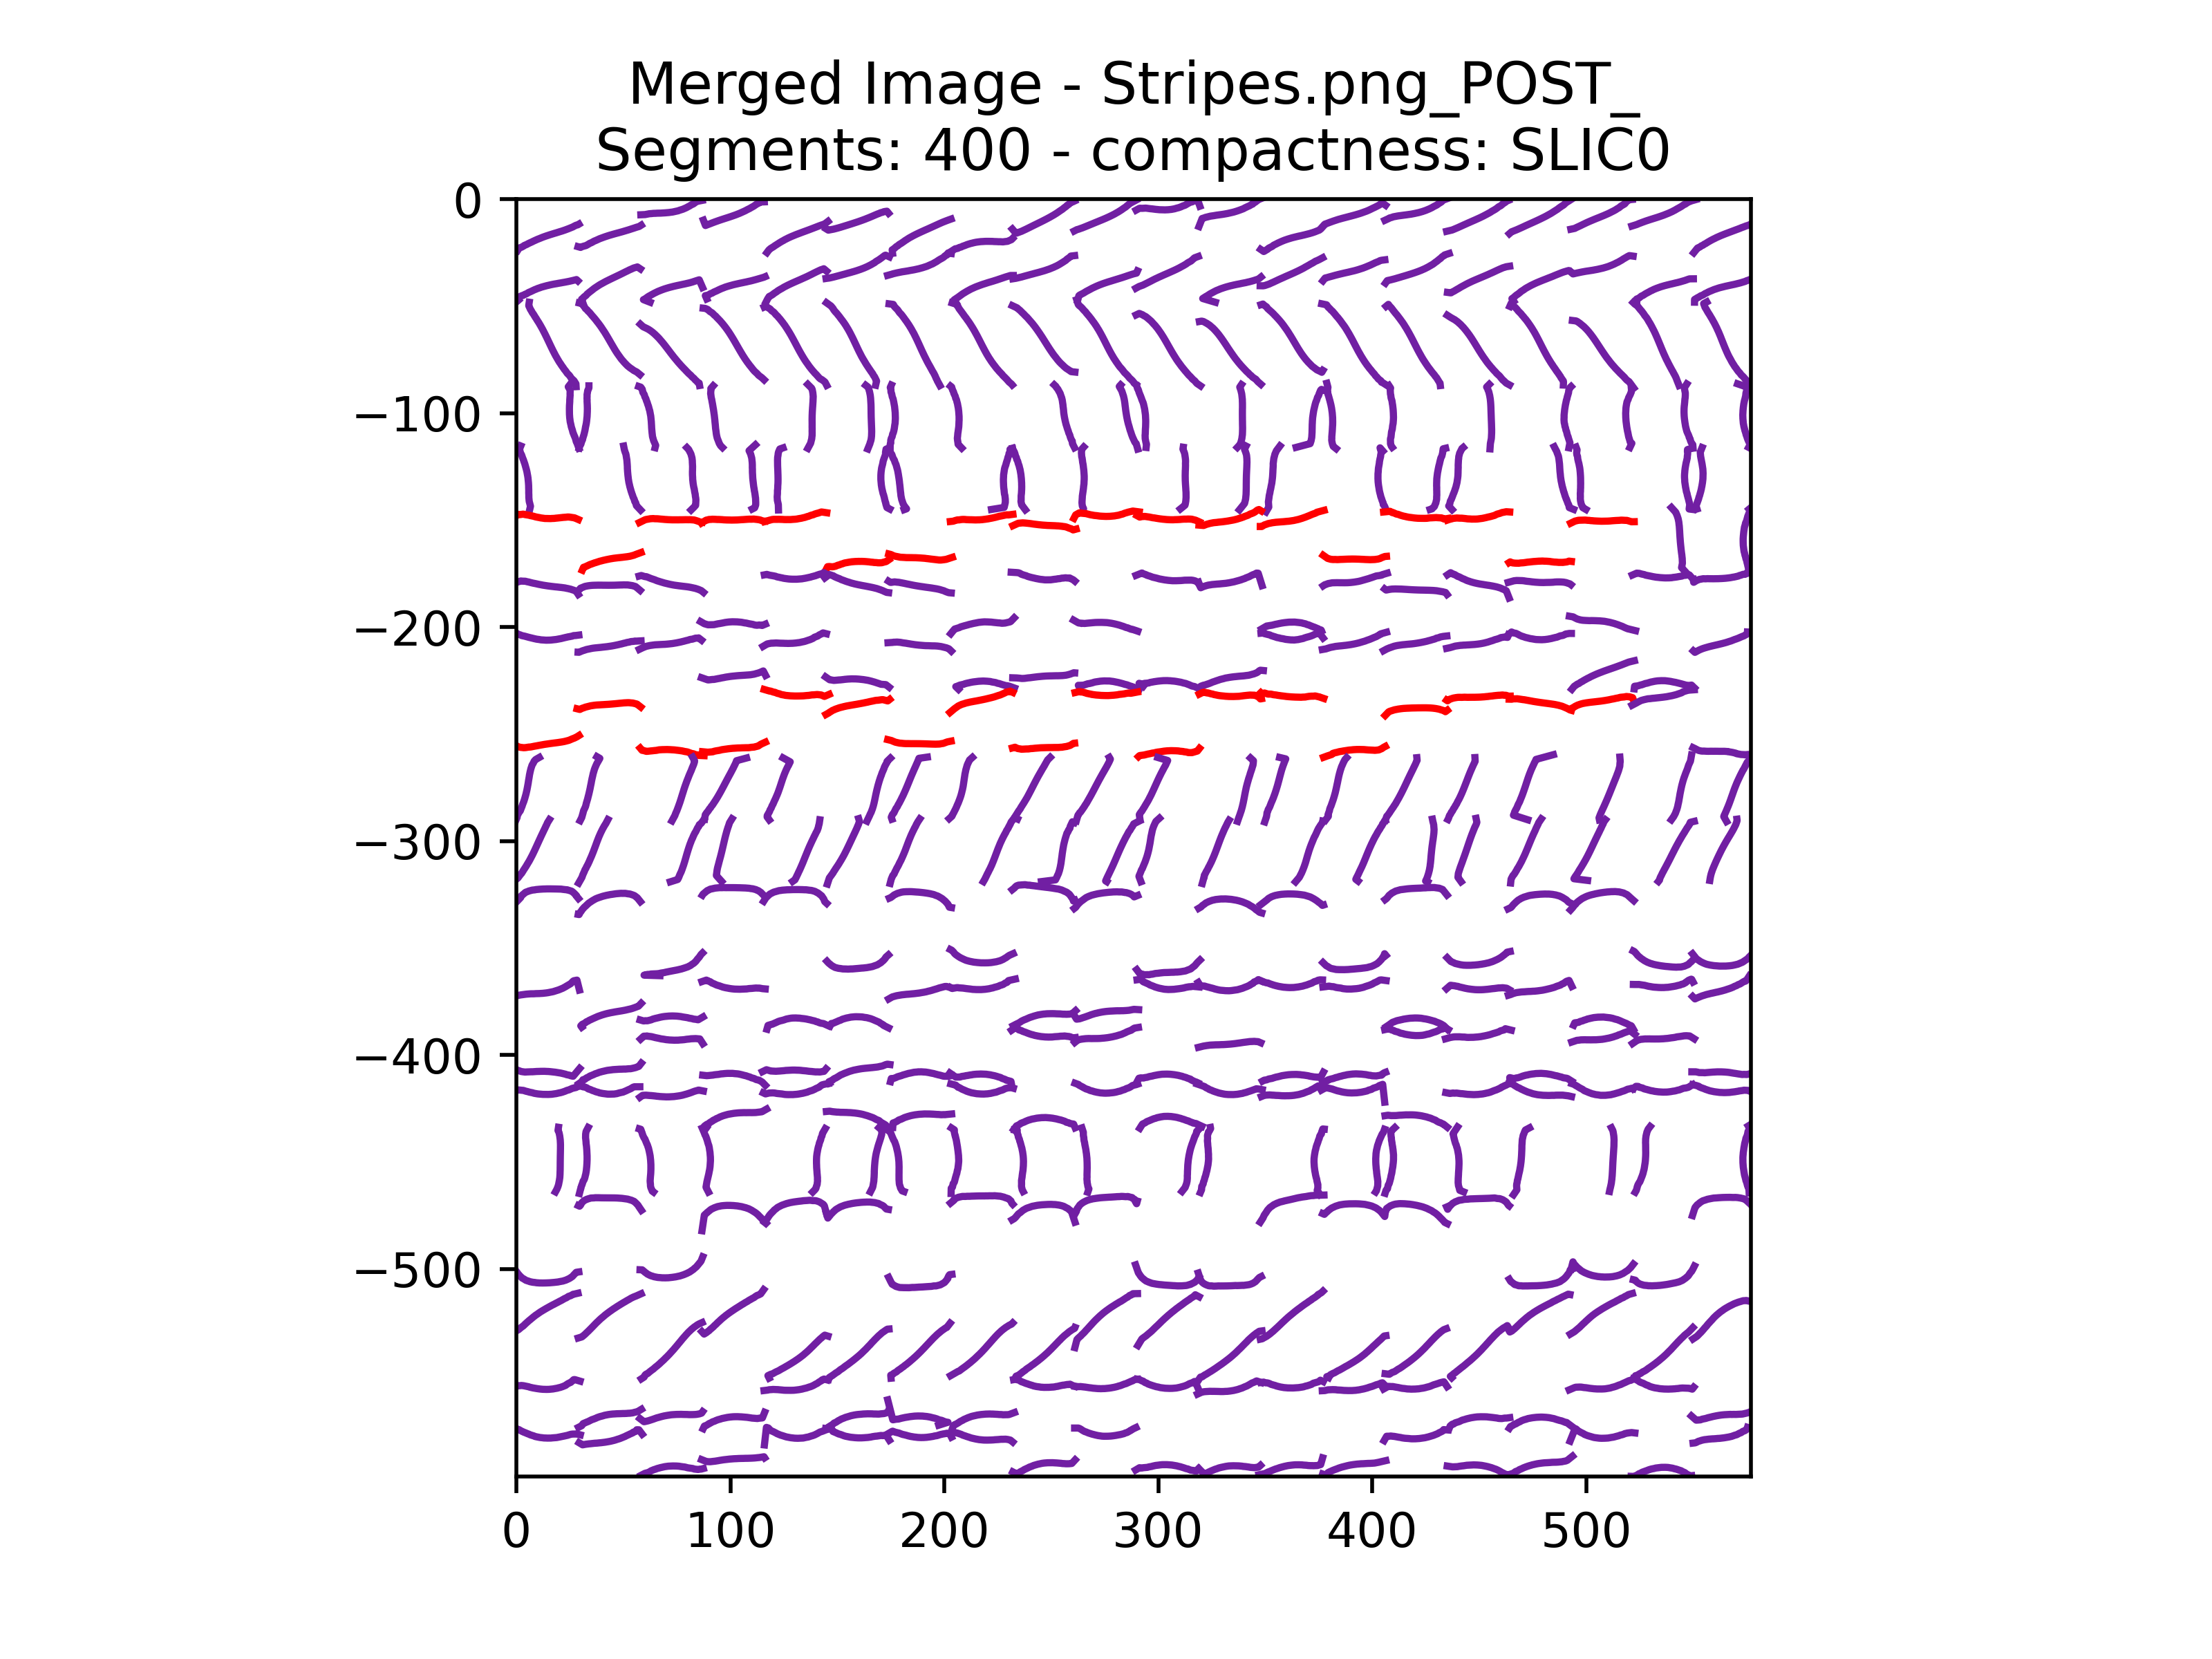 Merged Image - Stripes.png_POST_
Segments: 400 - compactness: SLIC0
0
−100
−200
−300
−400
−500
0 100 200 300 400 500